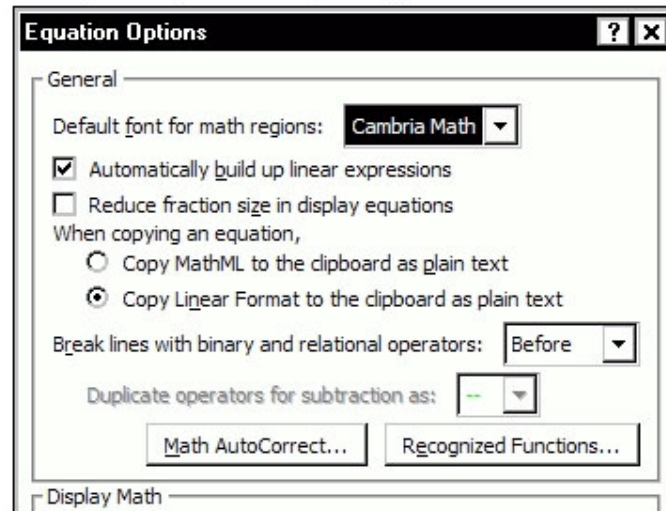 Equation Options ? X
General
Default font for math regions: Cambria Math
Automatically build up linear expressions
Reduce fraction size in display equations
When copying an equation,
Copy MathML to the clipboard as plain text
Copy Linear Format to the clipboard as plain text
Break lines with binary and relational operators: Before
Duplicate operators for subtraction as: --
Math AutoCorrect... Recognized Functions...
Display Math